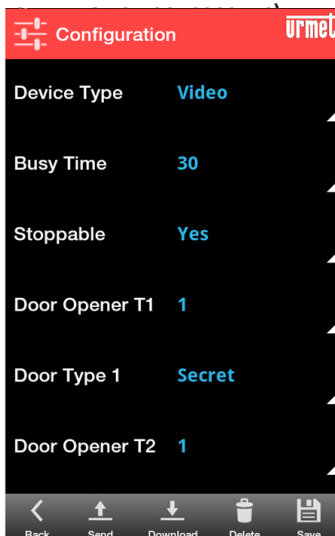 Configuration
urmet
Device Type Video
Busy Time 30
Stoppable Yes
Door Opener T1 1
Door Type 1 Secret
Door Opener T2 1
Back Send Download Delete Save